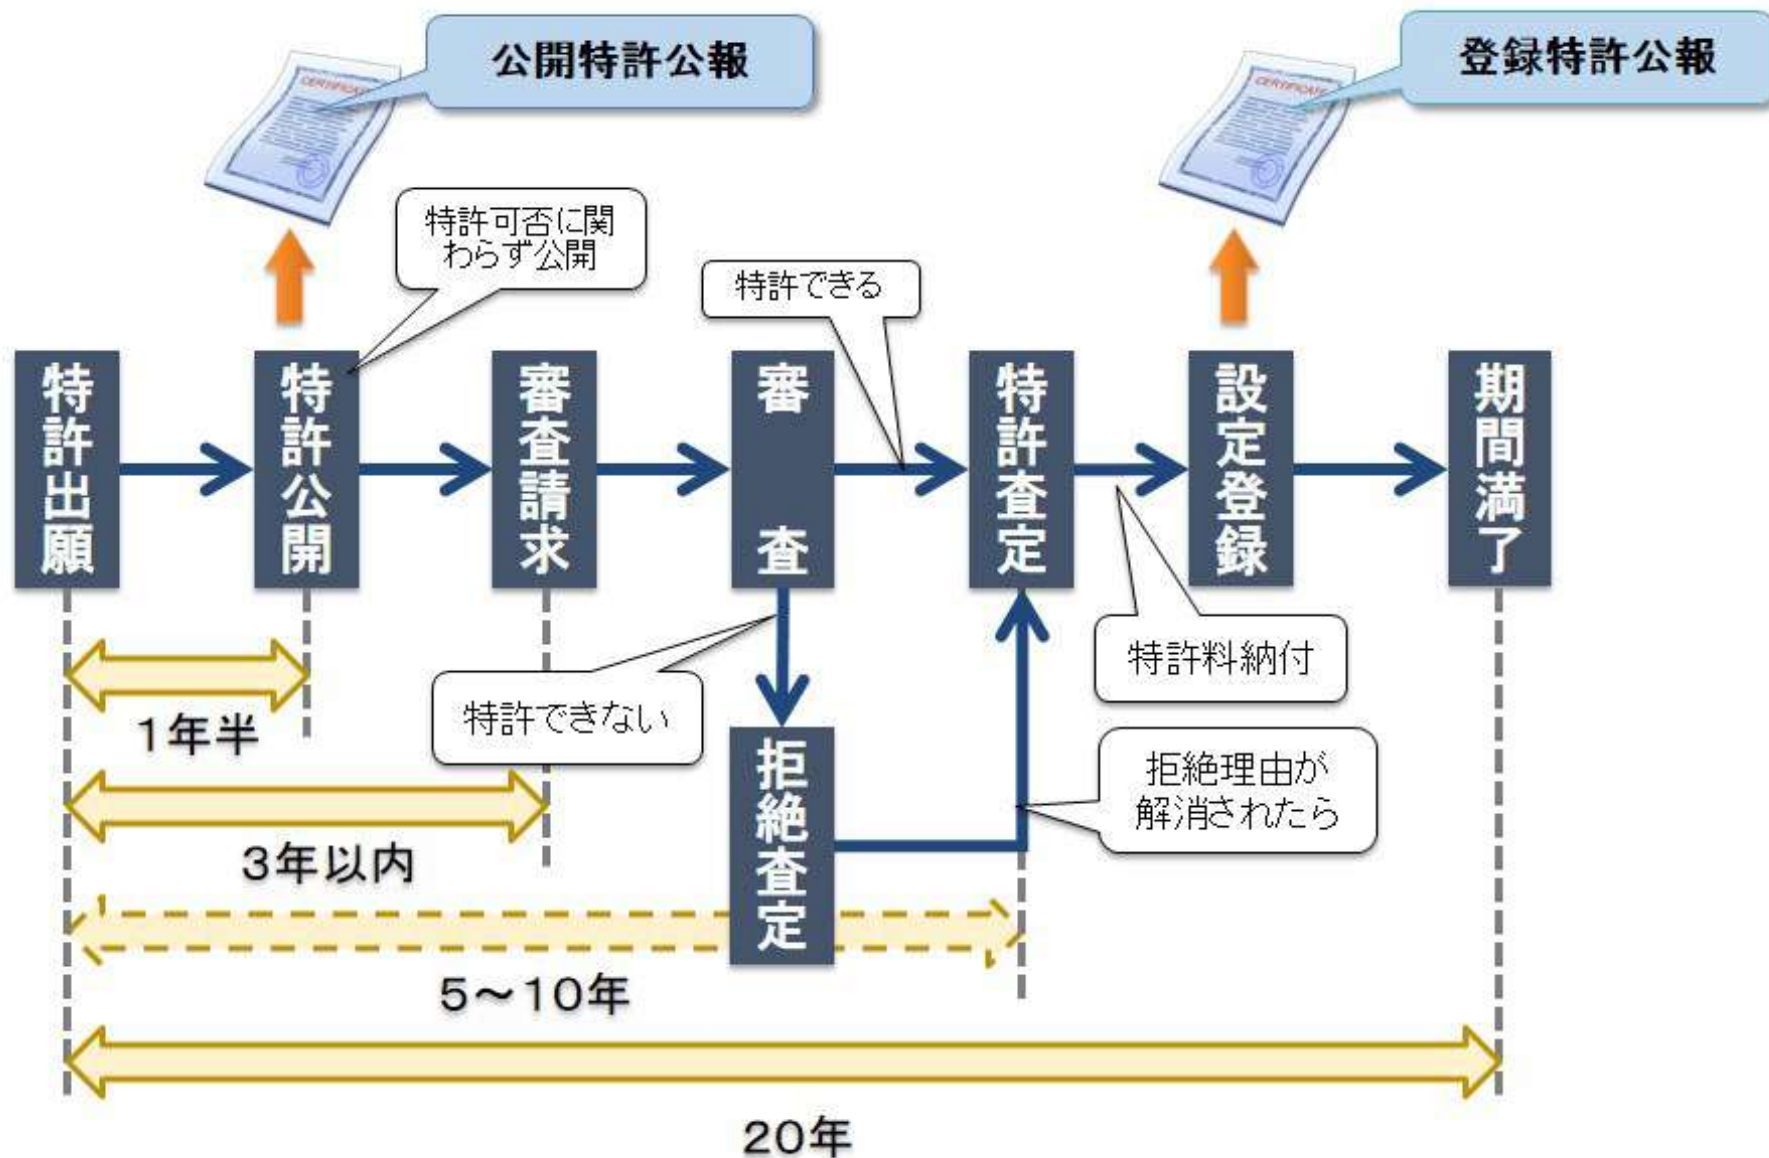 公開特許公報
登録特許公報
CERTIFICATE
CERTIFICATE
特許可否に関
わらず公開
特許できる
特許出願
特許公開
審査請求
審査
特許査定
設定登録
期間満了
特許料納付
特許できない
拒絶理由が
解消されたら
拒絶査定
1年半
3年以内
5～10年
20年